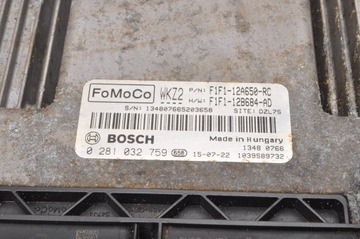 FoMoCo WKZ2 P/N: F1F1-12A650-RC
H/W: F1F1-12B684-AD
S/N: 134807665203658 SITE: DZL75
BOSCH Made in Hungary
1348 0766
0 281 032 759 15-07-22 1039S89732